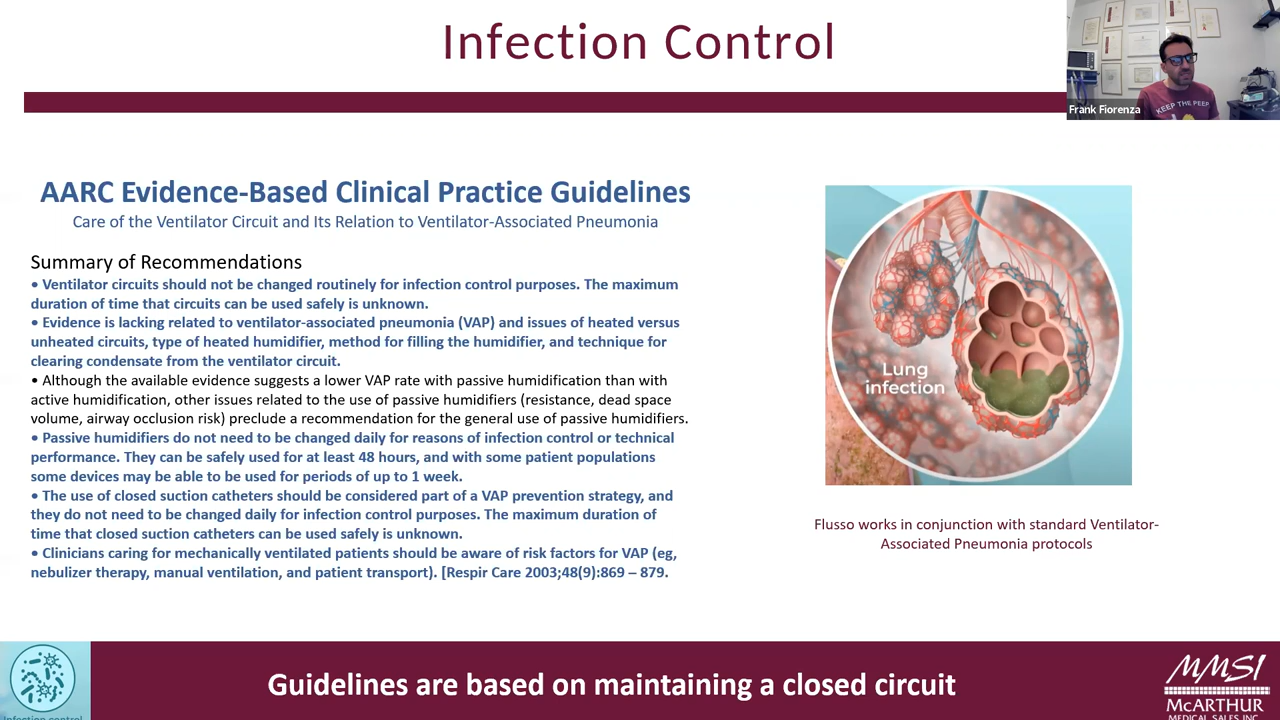 Infection Control
Frank Fiorenza
KEEP THE PEEP
AARC Evidence-Based Clinical Practice Guidelines
Care of the Ventilator Circuit and Its Relation to Ventilator-Associated Pneumonia
Summary of Recommendations
• Ventilator circuits should not be changed routinely for infection control purposes. The maximum
duration of time that circuits can be used safely is unknown.
• Evidence is lacking related to ventilator-associated pneumonia (VAP) and issues of heated versus
unheated circuits, type of heated humidifier, method for filling the humidifier, and technique for
clearing condensate from the ventilator circuit.
• Although the available evidence suggests a lower VAP rate with passive humidification than with
active humidification, other issues related to the use of passive humidifiers (resistance, dead space
volume, airway occlusion risk) preclude a recommendation for the general use of passive humidifiers.
• Passive humidifiers do not need to be changed daily for reasons of infection control or technical
performance. They can be safely used for at least 48 hours, and with some patient populations
some devices may be able to be used for periods of up to 1 week.
• The use of closed suction catheters should be considered part of a VAP prevention strategy, and
they do not need to be changed daily for infection control purposes. The maximum duration of
time that closed suction catheters can be used safely is unknown.
• Clinicians caring for mechanically ventilated patients should be aware of risk factors for VAP (eg,
nebulizer therapy, manual ventilation, and patient transport). [Respir Care 2003;48(9):869 – 879.
Lung
infection
Flusso works in conjunction with standard Ventilator-
Associated Pneumonia protocols
Infection control
Guidelines are based on maintaining a closed circuit
MMSI
McARTHUR
MEDICAL SALES INC.